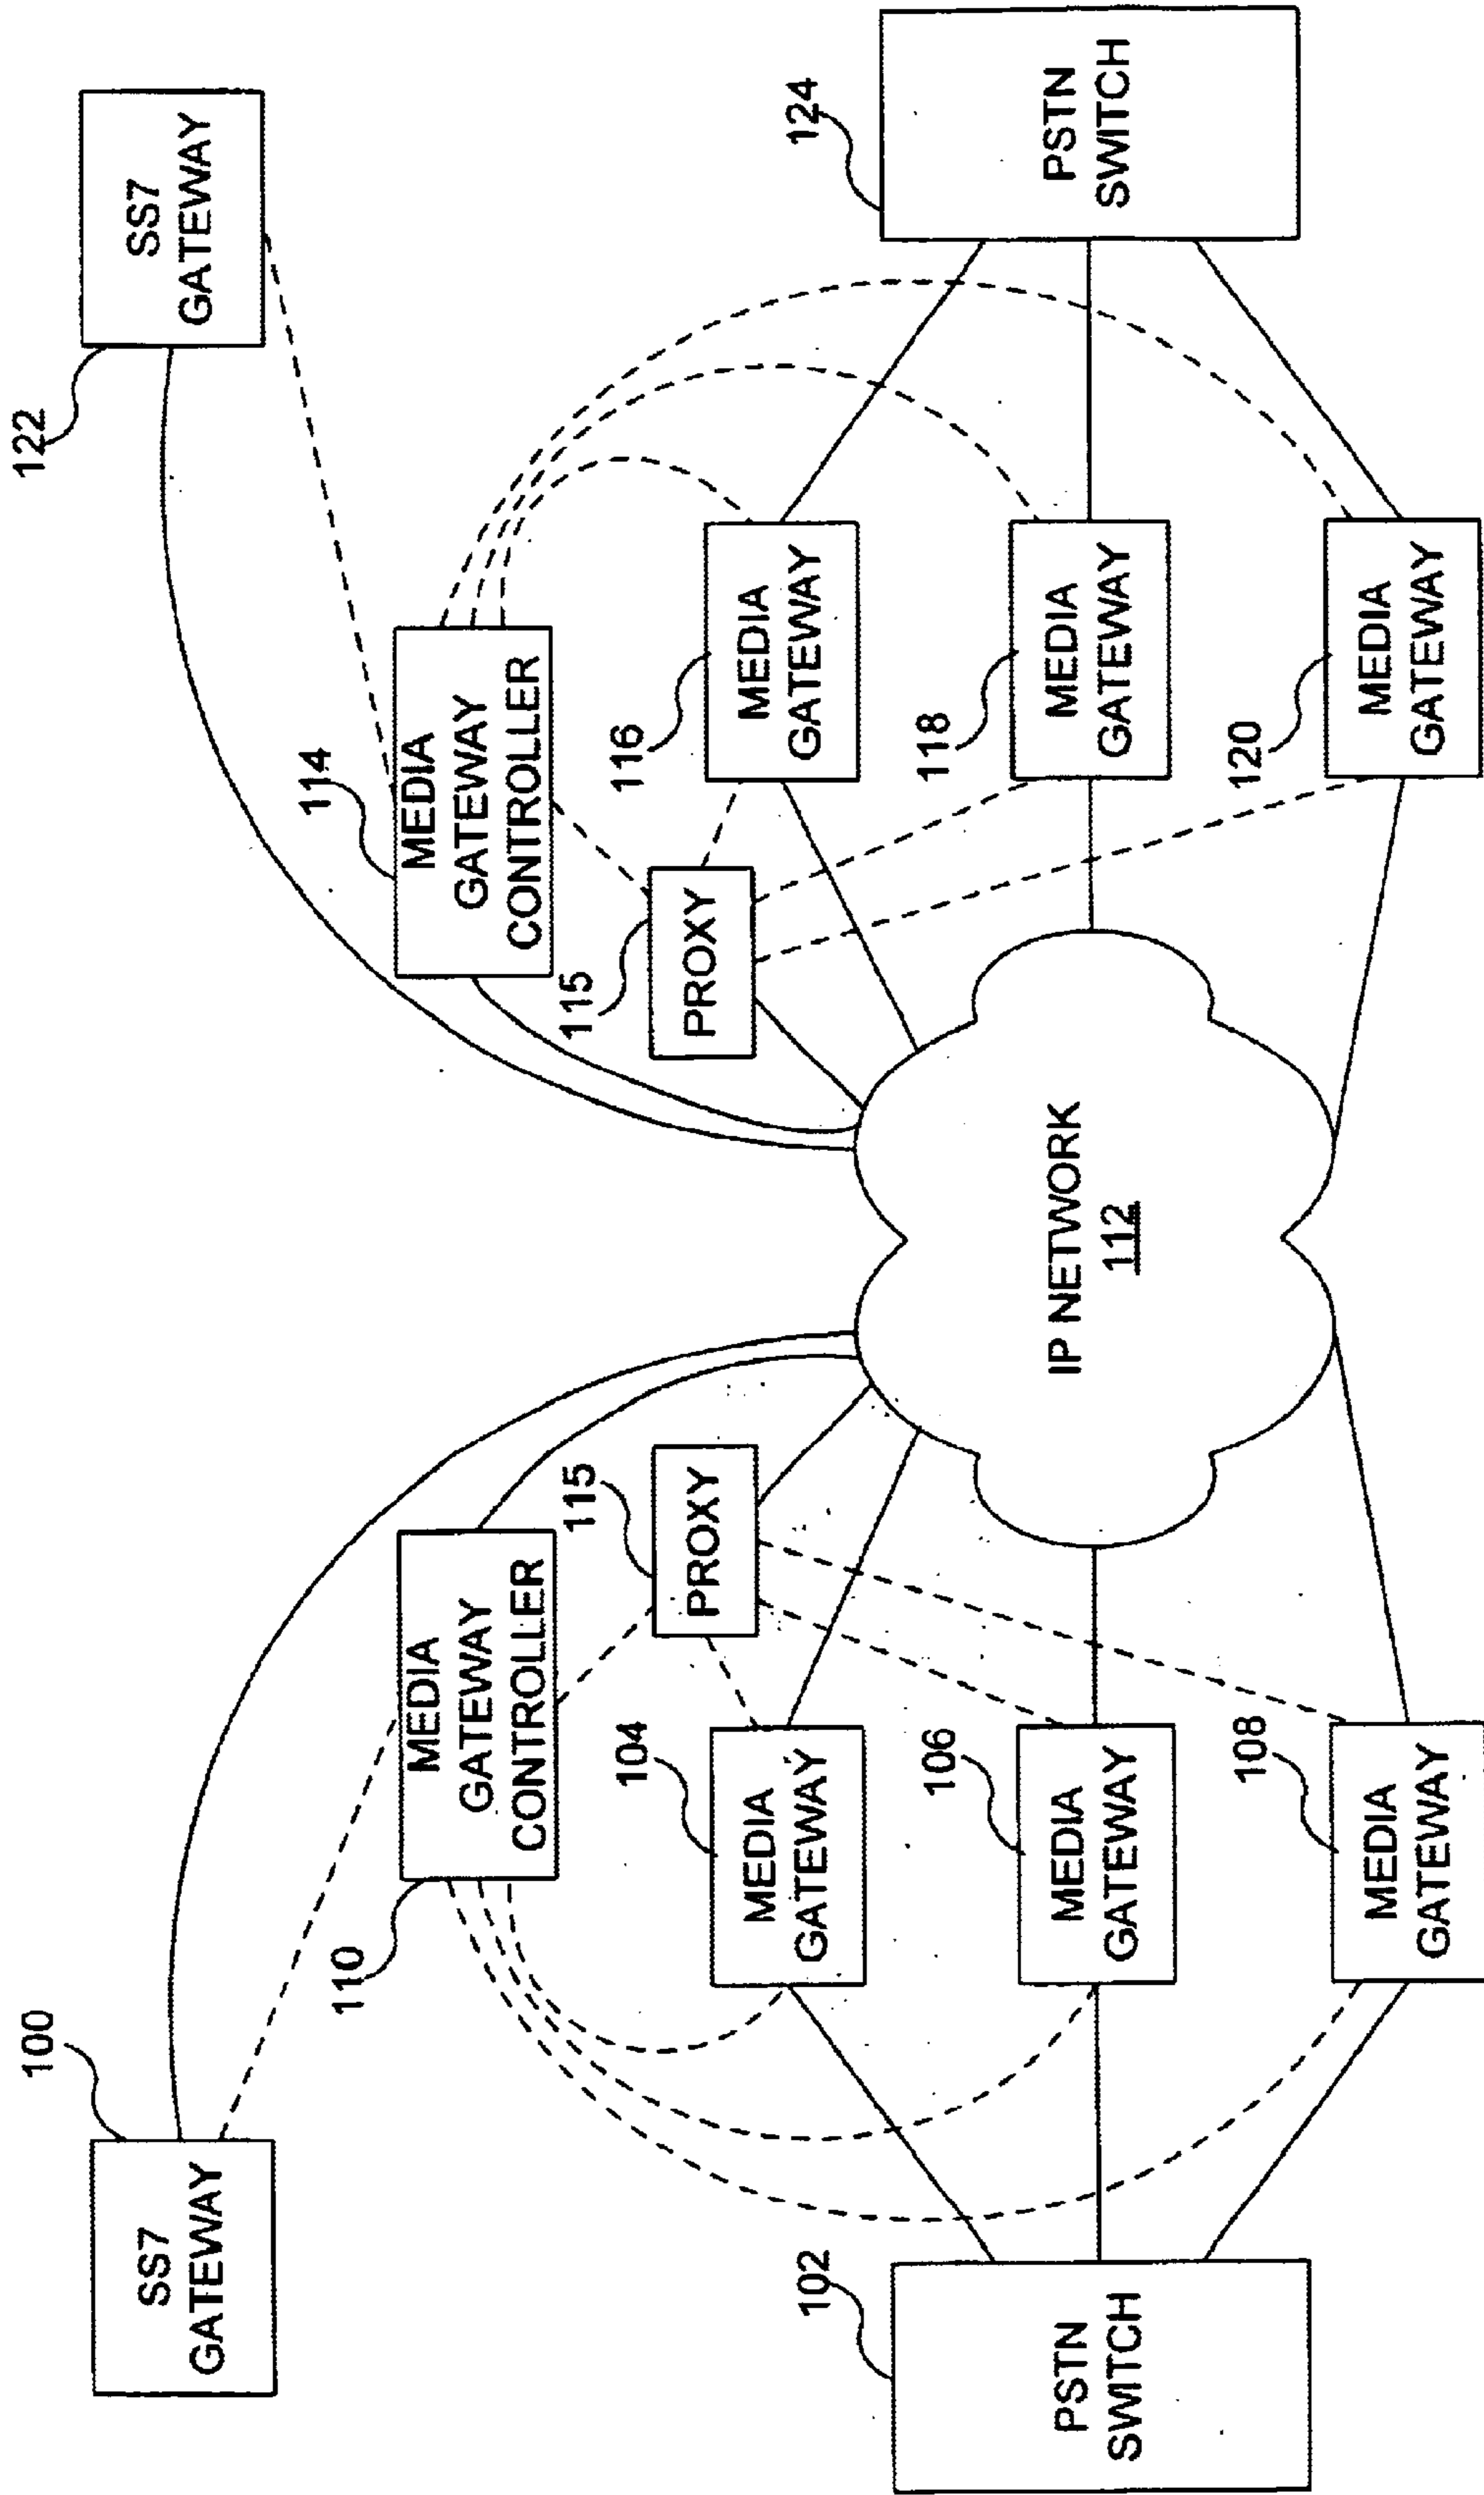 100
SS7
GATEWAY
122
SS7
GATEWAY
110
MEDIA
GATEWAY
CONTROLLER
114
MEDIA
GATEWAY
CONTROLLER
115
PROXY
115
PROXY
102
PSTN
SWITCH
104
MEDIA
GATEWAY
106
MEDIA
GATEWAY
108
MEDIA
GATEWAY
IP NETWORK
112
116
MEDIA
GATEWAY
118
MEDIA
GATEWAY
120
MEDIA
GATEWAY
124
PSTN
SWITCH